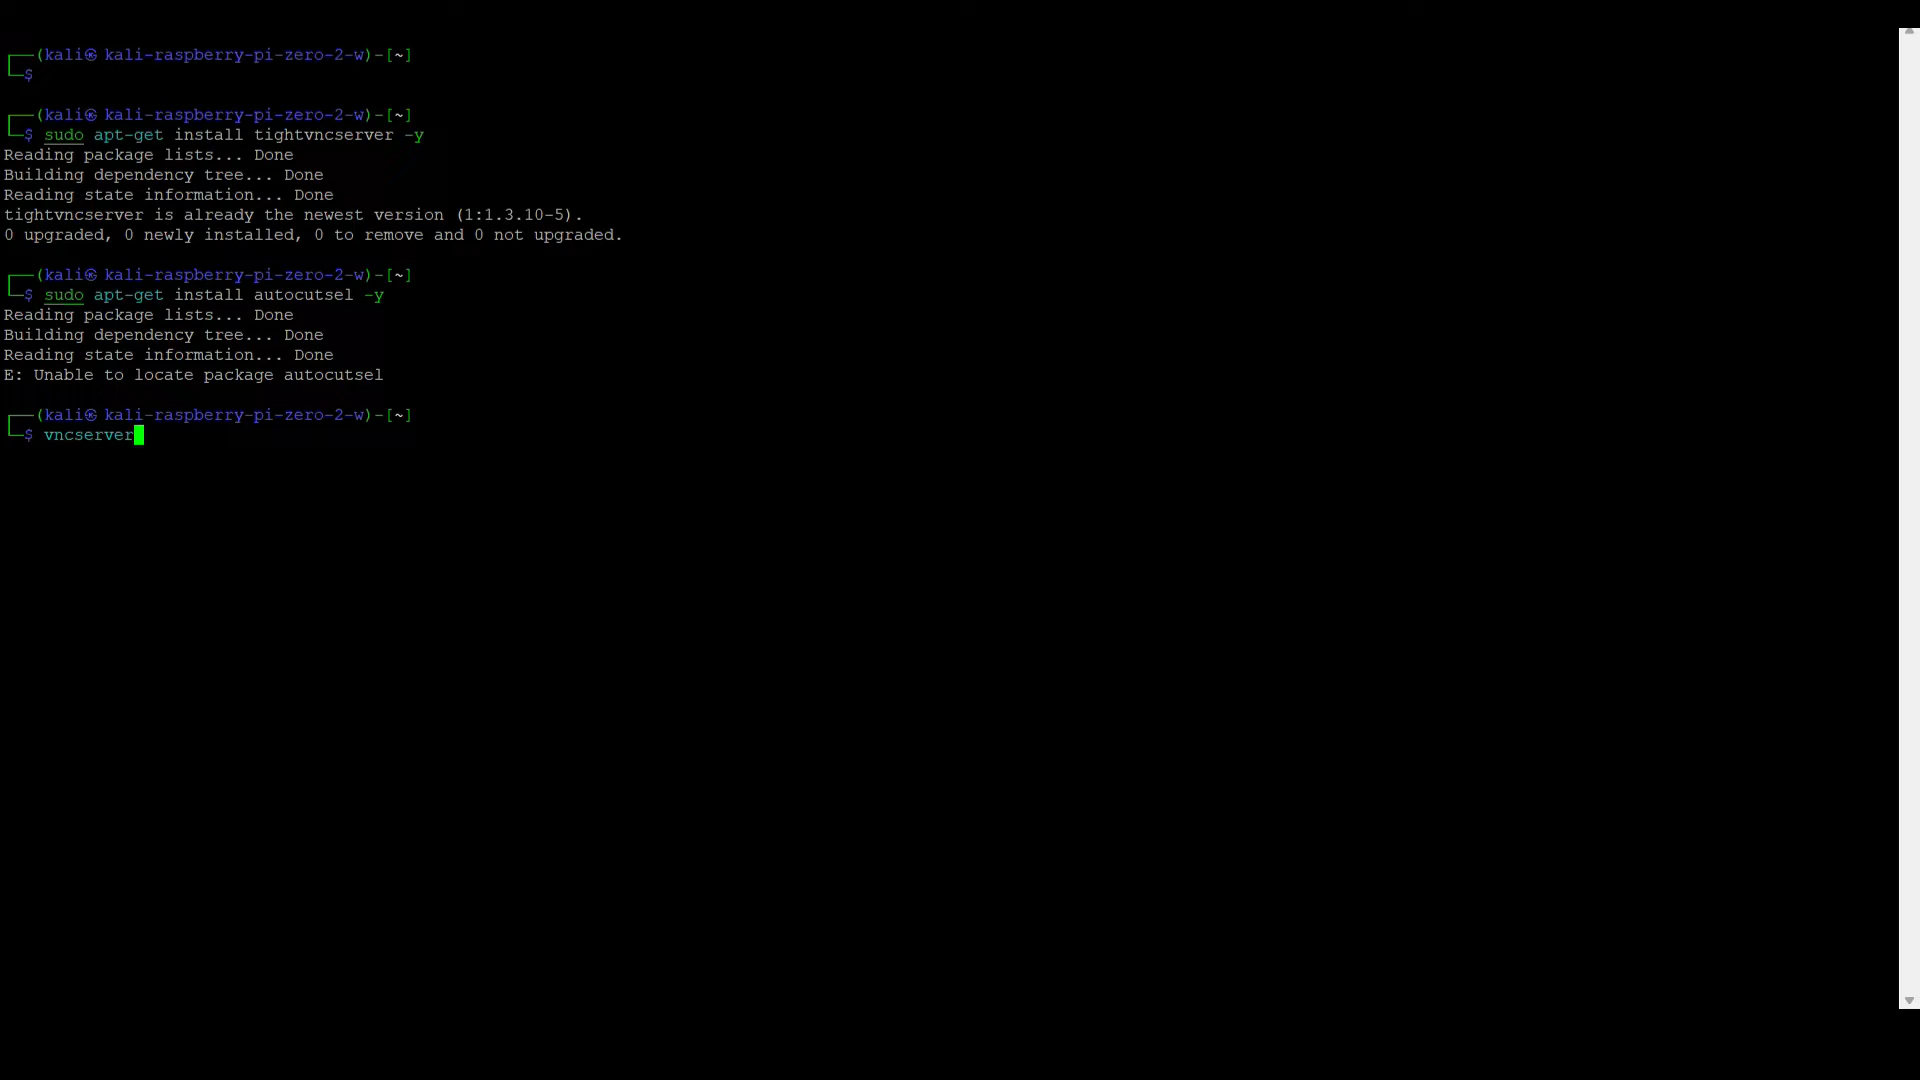 ┌──(kali㉿ kali-raspberry-pi-zero-2-w)-[~]
└─$
┌──(kali㉿ kali-raspberry-pi-zero-2-w)-[~]
└─$ sudo apt-get install tightvncserver -y
Reading package lists... Done
Building dependency tree... Done
Reading state information... Done
tightvncserver is already the newest version (1:1.3.10-5).
0 upgraded, 0 newly installed, 0 to remove and 0 not upgraded.
┌──(kali㉿ kali-raspberry-pi-zero-2-w)-[~]
└─$ sudo apt-get install autocutsel -y
Reading package lists... Done
Building dependency tree... Done
Reading state information... Done
E: Unable to locate package autocutsel
┌──(kali㉿ kali-raspberry-pi-zero-2-w)-[~]
└─$ vncserver